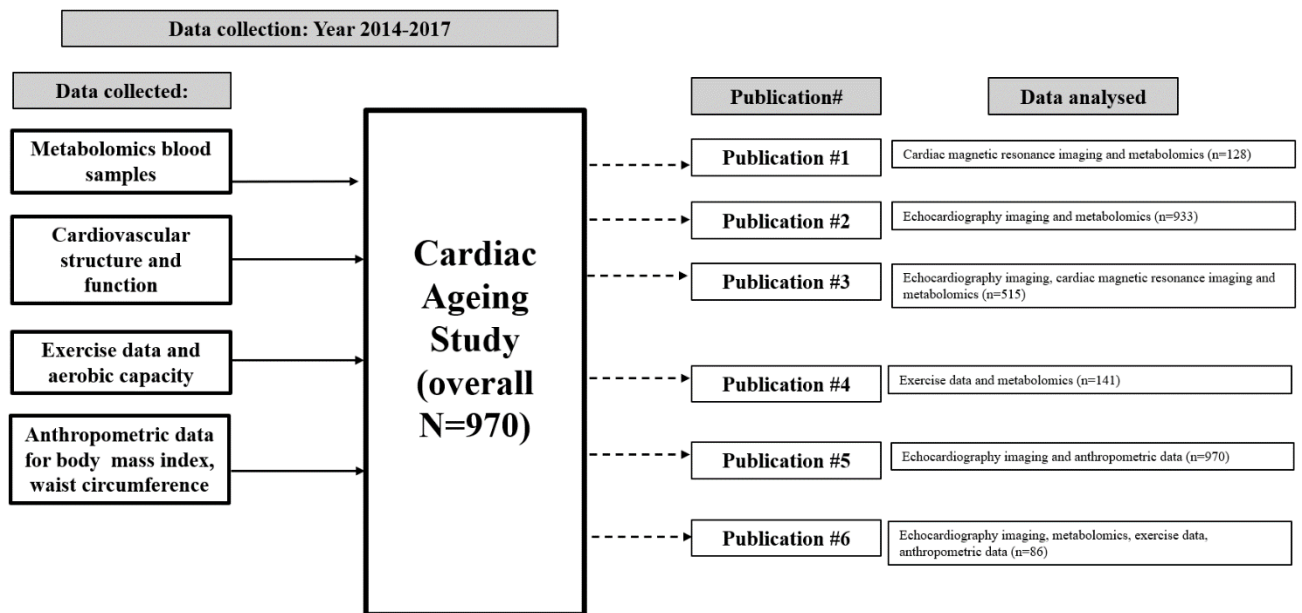 Data collection: Year 2014-2017
Data collected:
Metabolomics blood
samples
Cardiovascular
structure and
function
Exercise data and
aerobic capacity
Anthropometric data
for body mass index,
waist circumference
Cardiac
Ageing
Study
(overall
N=970)
Publication#
Data analysed
Publication #1
Cardiac magnetic resonance imaging and metabolomics (n=128)
Publication #2
Echocardiography imaging and metabolomics (n=933)
Publication #3
Echocardiography imaging, cardiac magnetic resonance imaging and
metabolomics (n=515)
Publication #4
Exercise data and metabolomics (n=141)
Publication #5
Echocardiography imaging and anthropometric data (n=970)
Publication #6
Echocardiography imaging, metabolomics, exercise data,
anthropometric data (n=86)